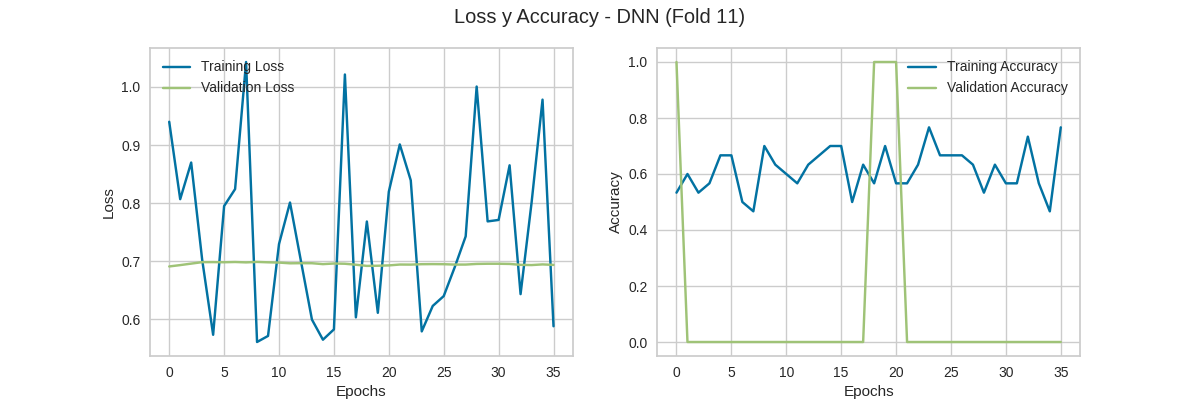 Loss y Accuracy - DNN (Fold 11)
Training Loss
Validation Loss
1.0
0.9
0.8
0.7
0.6
Loss
0 5 10 15 20 25 30 35
Epochs
Training Accuracy
Validation Accuracy
1.0
0.8
0.6
0.4
0.2
0.0
Accuracy
0 5 10 15 20 25 30 35
Epochs